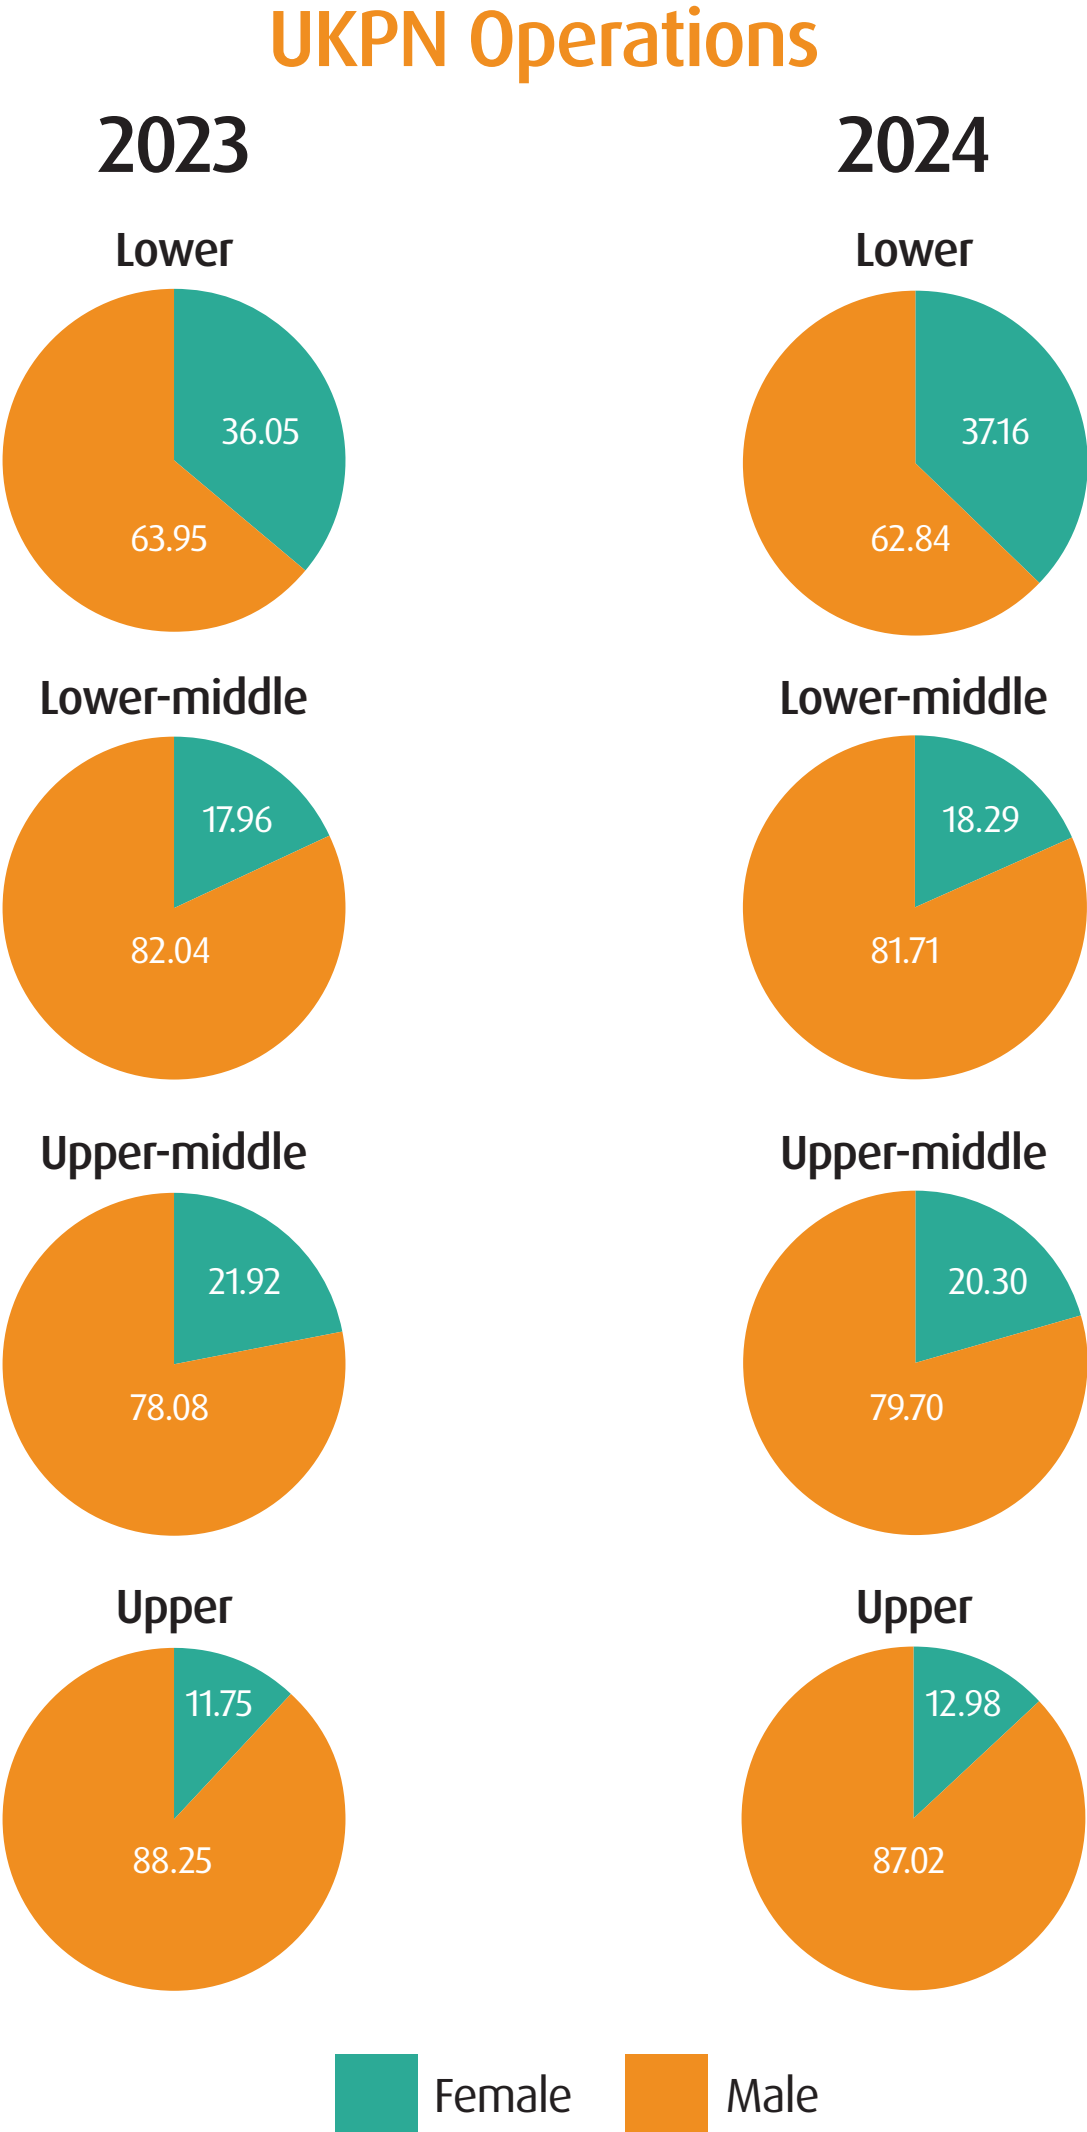 UKPN Operations
2023
2024
Lower
Lower
36.05
63.95
37.16
62.84
Lower-middle
Lower-middle
17.96
82.04
18.29
81.71
Upper-middle
Upper-middle
21.92
78.08
20.30
79.70
Upper
Upper
11.75
88.25
12.98
87.02
Female
Male